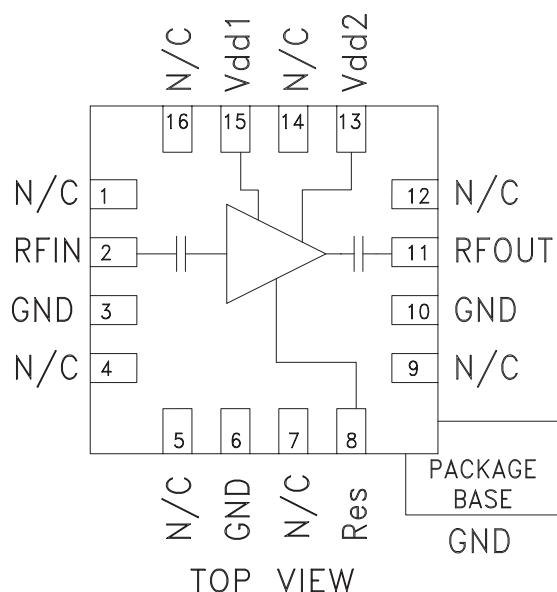 N/C
Vdd1
N/C
Vdd2
16
15
14
13
N/C 1
12 N/C
RFIN 2
11 RFOUT
GND 3
10 GND
N/C 4
9 N/C
5
6
7
8
N/C
GND
N/C
Res
PACKAGE
BASE
GND
TOP VIEW